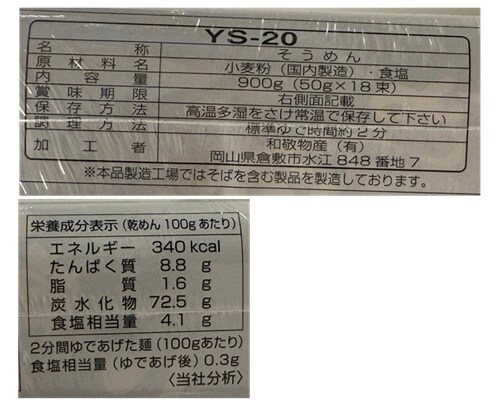 YS-20
名称 そうめん
原材料名 小麦粉（国内製造）・食塩
内容量 900g（50g×18束）
賞味期限 右側面記載
保存方法 高温多湿をさけ常温で保存して下さい
調理方法 標準ゆで時間約2分
加工者 和敬物産（有）
岡山県倉敷市水江848番地7
※本品製造工場ではそばを含む製品を製造しております。
栄養成分表示（乾めん100gあたり）
エネルギー 340kcal
たんぱく質 8.8 g
脂質 1.6 g
炭水化物 72.5 g
食塩相当量 4.1 g
2分間ゆであげた麺（100gあたり）
食塩相当量（ゆであげ後）0.3g
〈当社分析〉